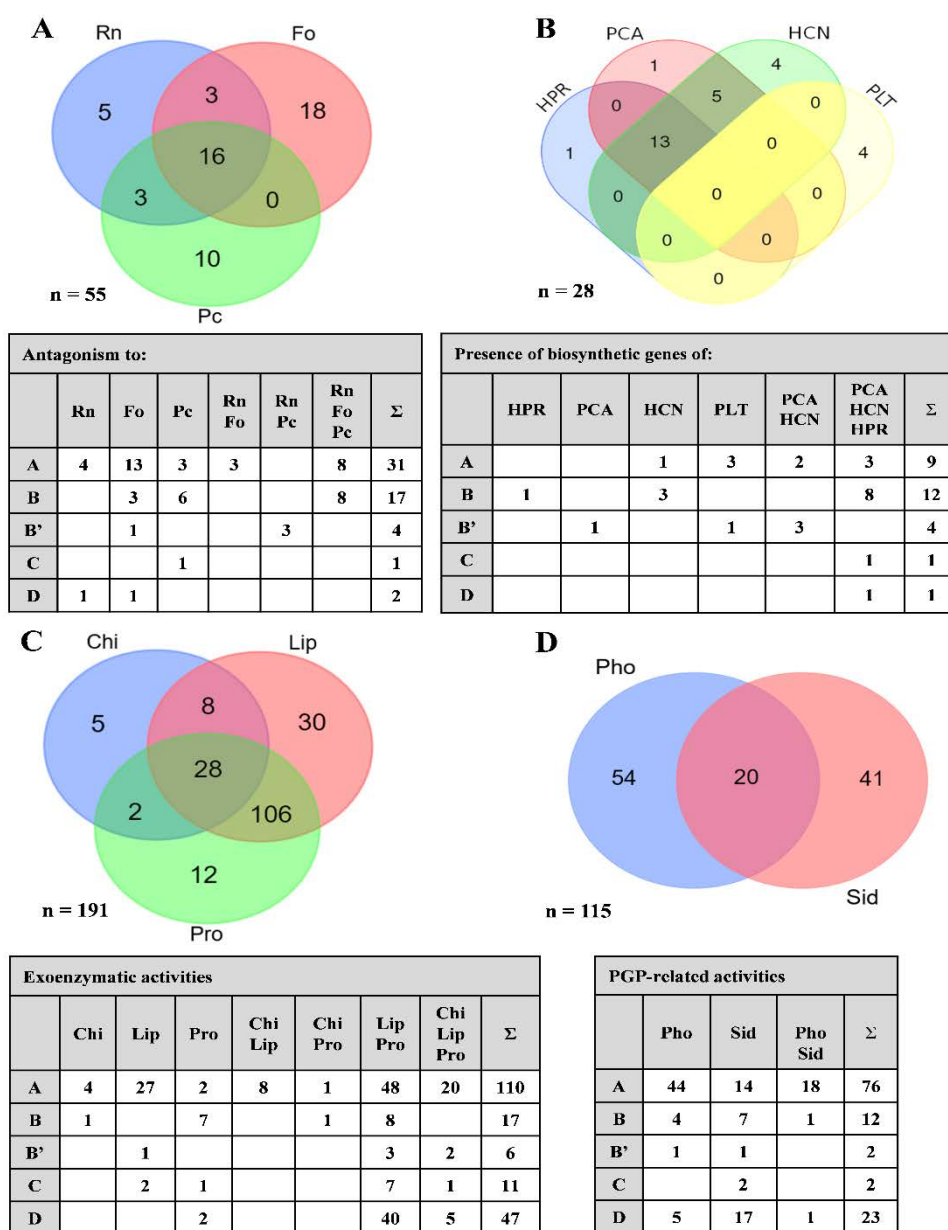 A
Rn
Fo
5
3
18
16
3
0
10
n = 55
Pc
B
PCA
HCN
HPR
PLT
1
4
0
5
0
1
13
0
4
0
0
0
0
0
0
n = 28
Antagonism to:
Rn Fo Pc Rn Fo Rn Pc Rn Fo Pc Σ
A 4 13 3 3 8 31
B 3 6 8 17
B’ 1 3 4
C 1 1
D 1 1 2
Presence of biosynthetic genes of:
HPR PCA HCN PLT PCA HCN PCA HCN HPR Σ
A 1 3 2 3 9
B 1 3 8 12
B’ 1 1 3 4
C 1 1
D 1 1
C
Chi
Lip
5
8
30
28
2
106
12
n = 191
Pro
D
Pho
54
20
41
Sid
n = 115
Exoenzymatic activities
Chi Lip Pro Chi Lip Chi Pro Lip Pro Chi Lip Pro Σ
A 4 27 2 8 1 48 20 110
B 1 7 1 8 17
B’ 1 3 2 6
C 2 1 7 1 11
D 2 40 5 47
PGP-related activities
Pho Sid Pho Sid Σ
A 44 14 18 76
B 4 7 1 12
B’ 1 1 2
C 2 2
D 5 17 1 23